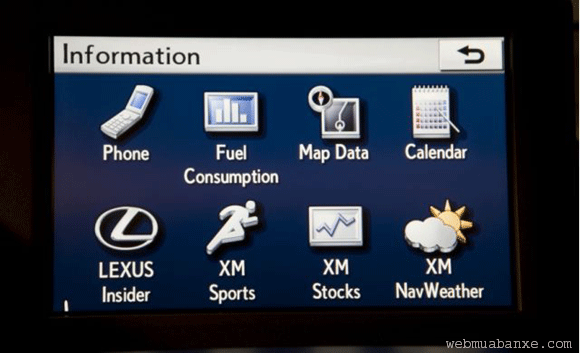 Information
Phone
Fuel
Consumption
Map Data
Calendar
LEXUS
Insider
XM
Sports
XM
Stocks
XM
NavWeather
webmuabanxe.com